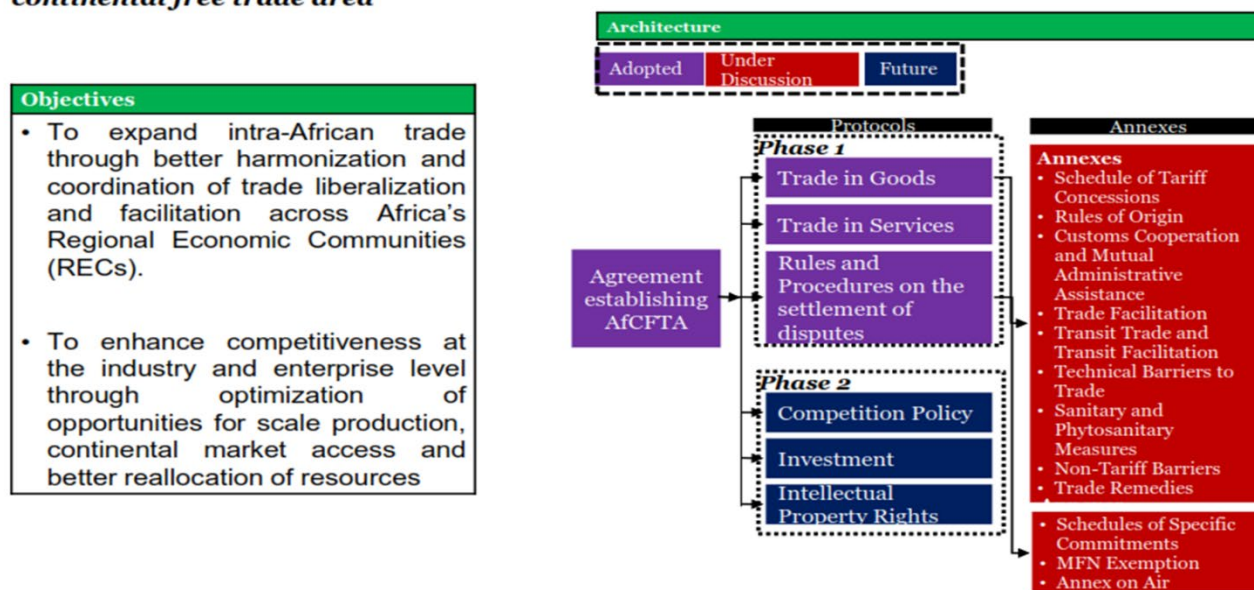 continental free trade area
Objectives
• To expand intra-African trade
through better harmonization and
coordination of trade liberalization
and facilitation across Africa's
Regional Economic Communities
(RECs).
• To enhance competitiveness at
the industry and enterprise level
through optimization of
opportunities for scale production,
continental market access and
better reallocation of resources
Architecture
Adopted
Under
Discussion
Future
Protocols
Phase 1
Trade in Goods
Trade in Services
Rules and
Procedures on the
settlement of
disputes
Agreement
establishing
AfCFTA
Phase 2
Competition Policy
Investment
Intellectual
Property Rights
Annexes
Annexes
• Schedule of Tariff
Concessions
• Rules of Origin
• Customs Cooperation
and Mutual
Administrative
Assistance
• Trade Facilitation
• Transit Trade and
Transit Facilitation
• Technical Barriers to
Trade
• Sanitary and
Phytosanitary
Measures
• Non-Tariff Barriers
• Trade Remedies
• Schedules of Specific
Commitments
• MFN Exemption
• Annex on Air